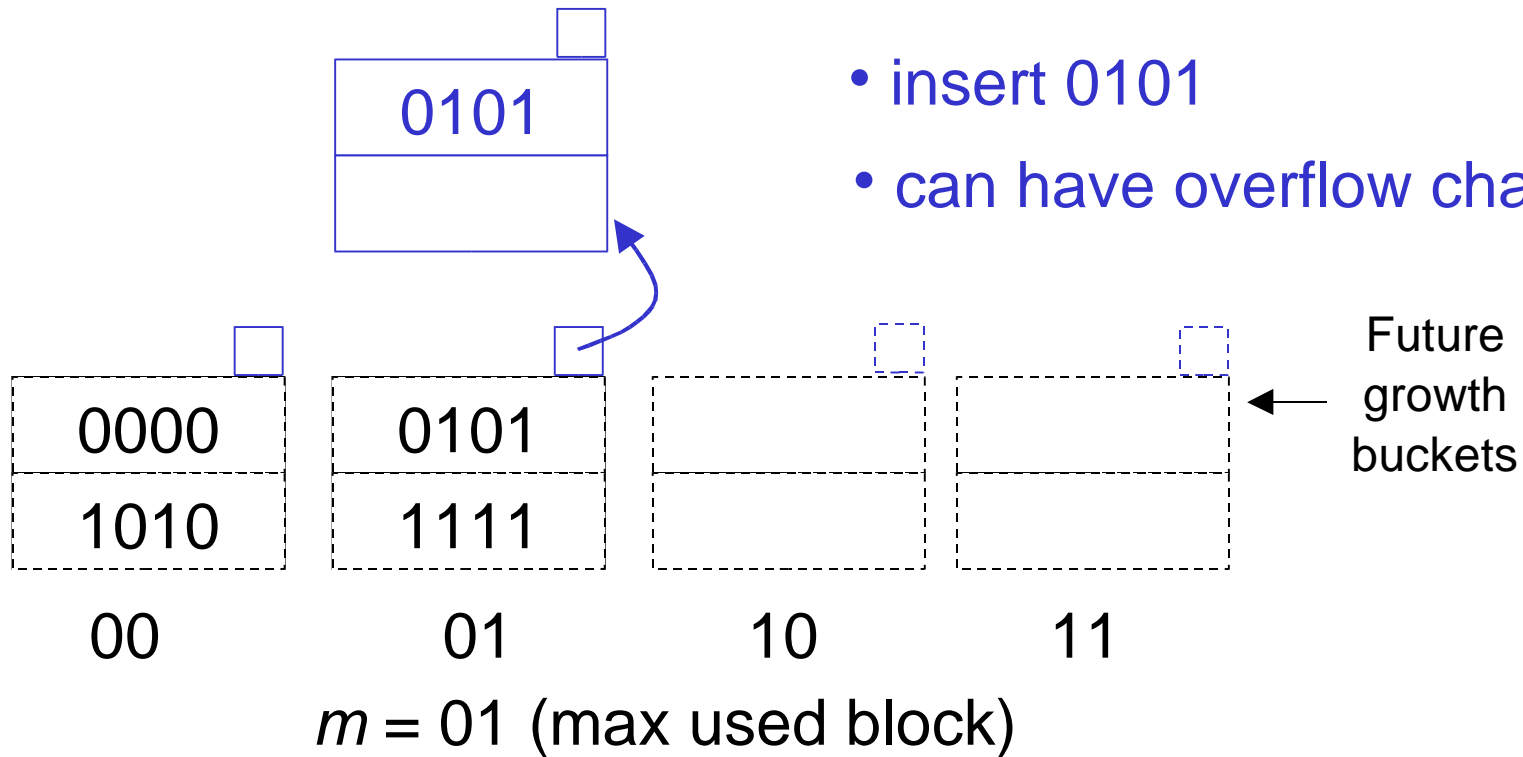 0101
• insert 0101
• can have overflow cha
Future
growth
buckets
0000 0101
1010 1111
00 01 10 11
m = 01 (max used block)